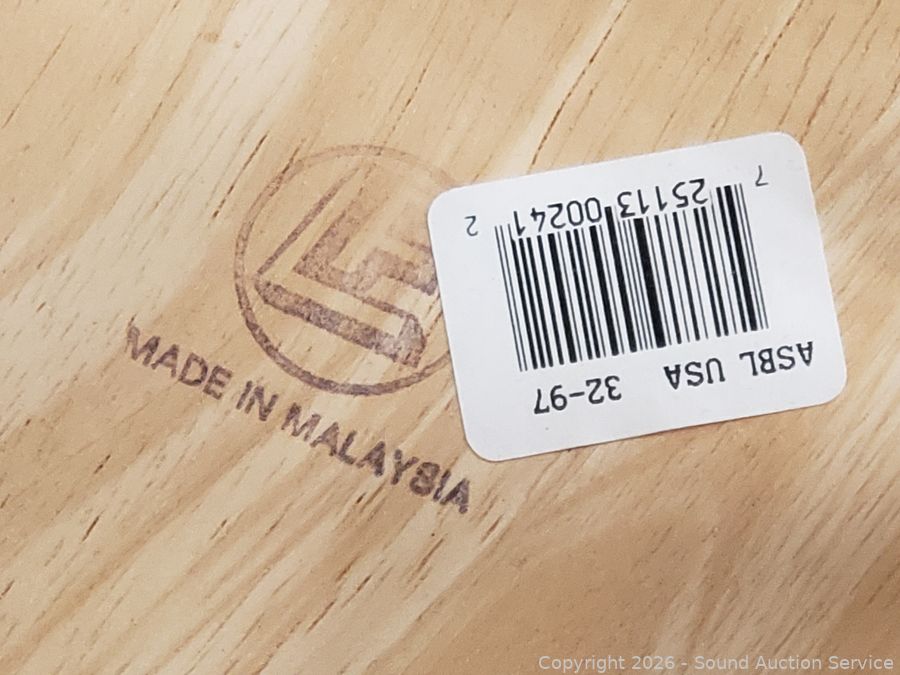 MADE IN MALAYSIA
ASBL USA 32-97
7 25113 00241 2
Copyright 2026 - Sound Auction Service